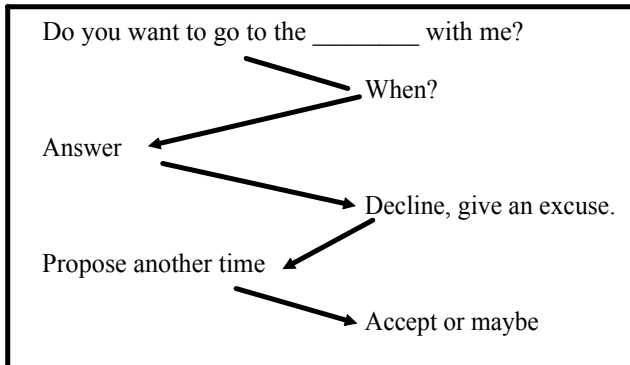 Do you want to go to the ________ with me?
When?
Answer
Decline, give an excuse.
Propose another time
Accept or maybe